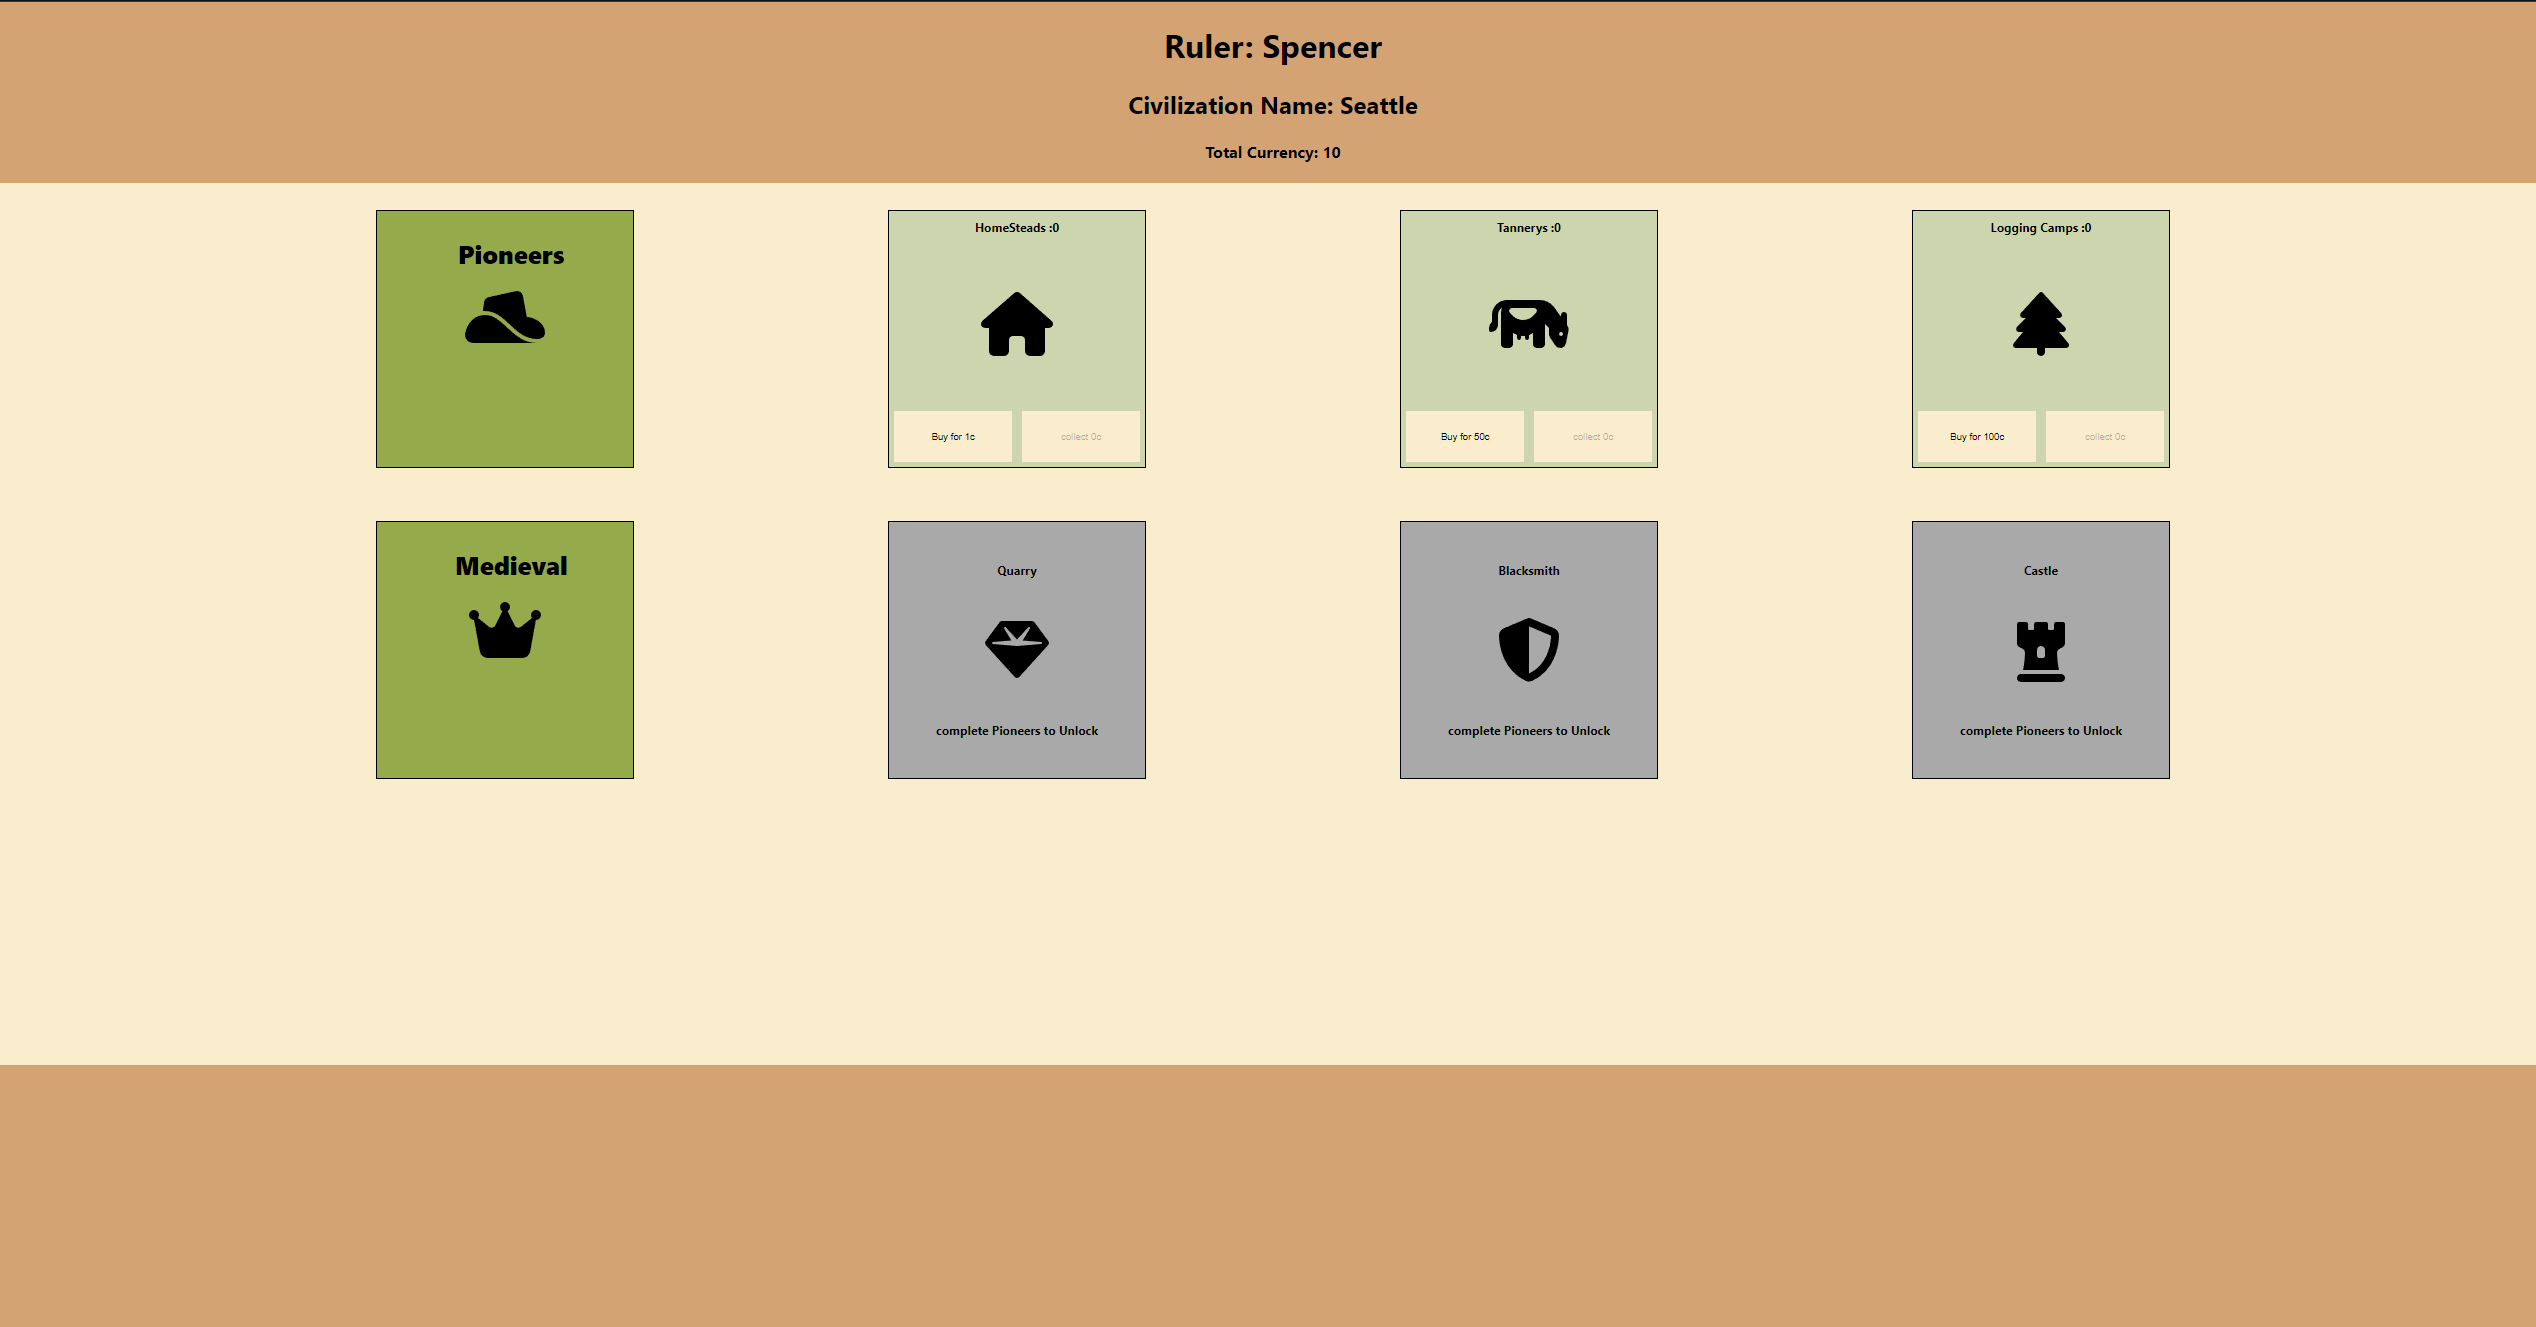 Ruler: Spencer
Civilization Name: Seattle
Total Currency: 10
Pioneers
HomeSteads :0
Buy for 1c
collect 0c
Tannerys :0
Buy for 50c
collect 0c
Logging Camps :0
Buy for 100c
collect 0c
Medieval
Quarry
complete Pioneers to Unlock
Blacksmith
complete Pioneers to Unlock
Castle
complete Pioneers to Unlock